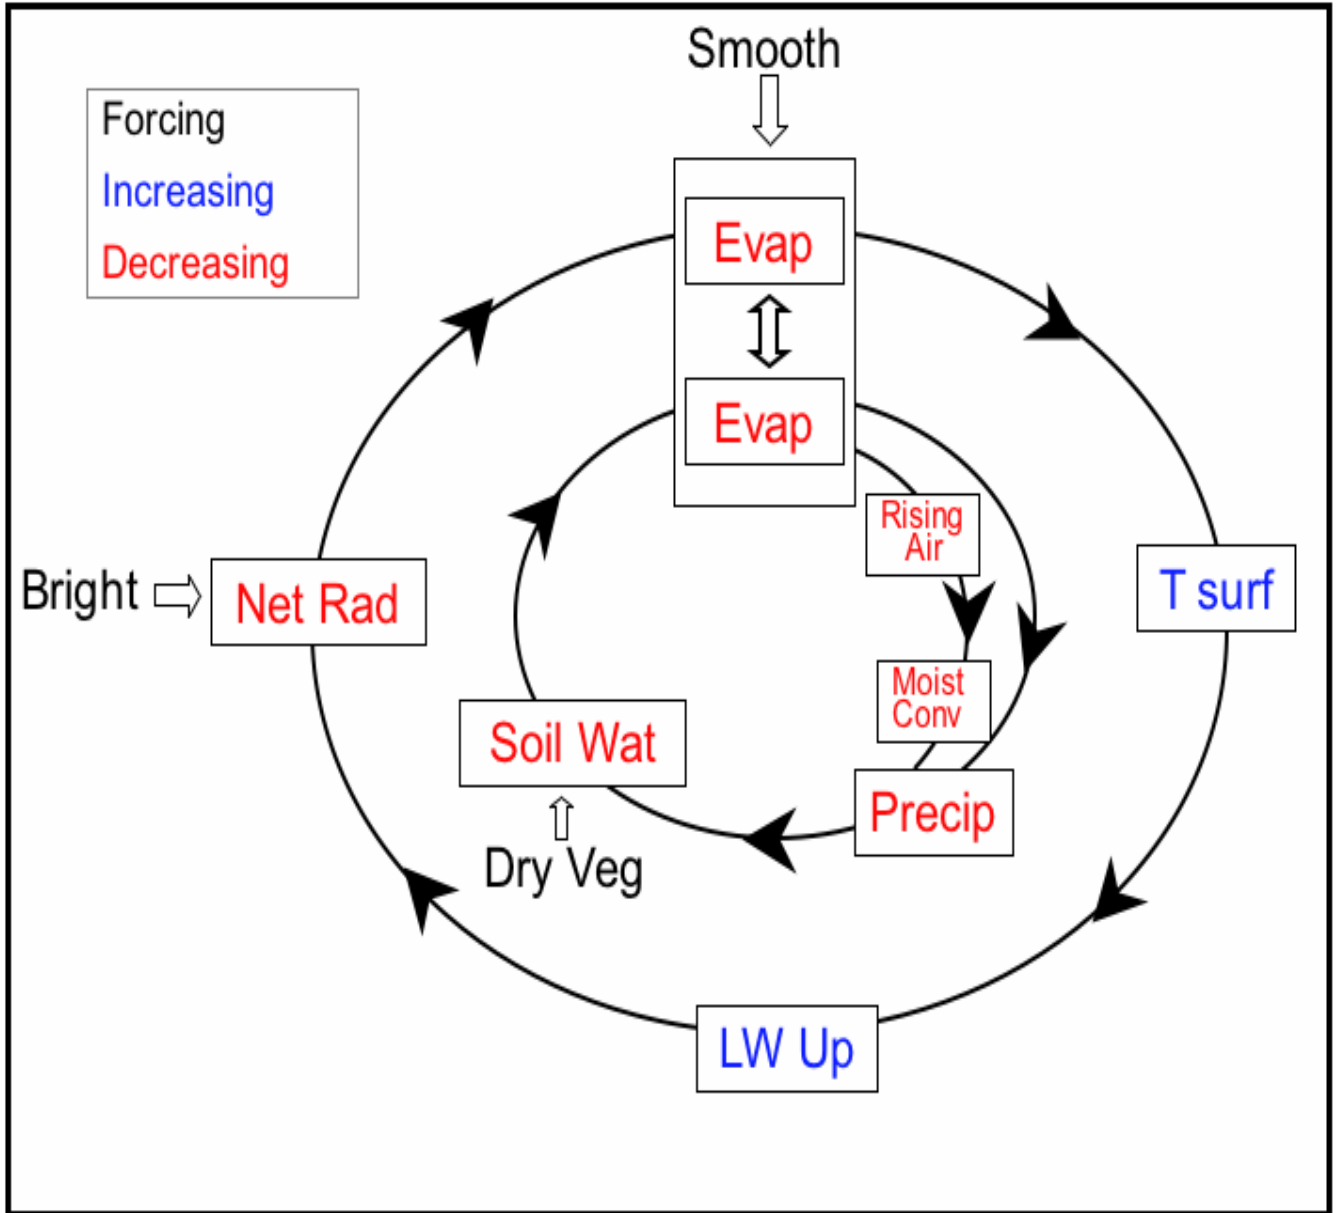 Smooth
Forcing
Increasing
Decreasing
Evap
Evap
Rising
Air
Bright
Net Rad
T surf
Moist
Conv
Soil Wat
Precip
Dry Veg
LW Up